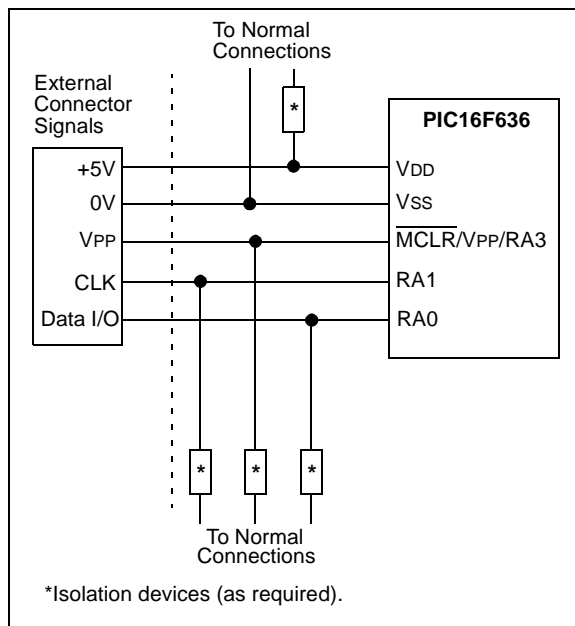 To Normal
Connections
External
Connector
Signals
*
PIC16F636
+5V
VDD
0V
VSS
VPP
MCLR/VPP/RA3
CLK
RA1
Data I/O
RA0
* * *
To Normal
Connections
*Isolation devices (as required).